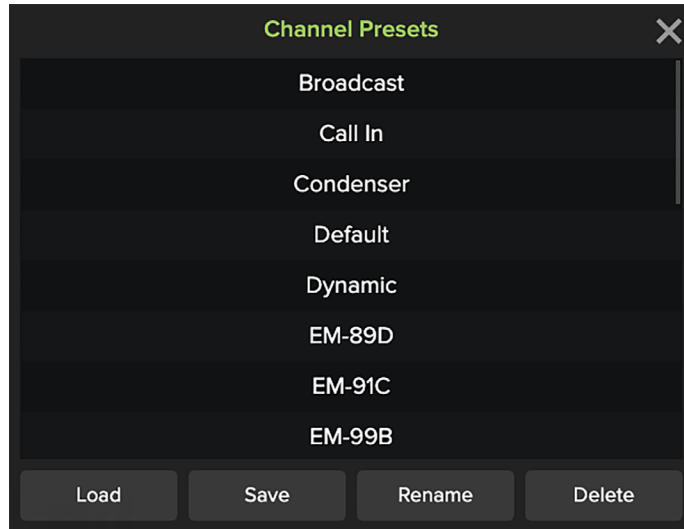 Channel Presets
Broadcast
Call In
Condenser
Default
Dynamic
EM-89D
EM-91C
EM-99B
Load Save Rename Delete